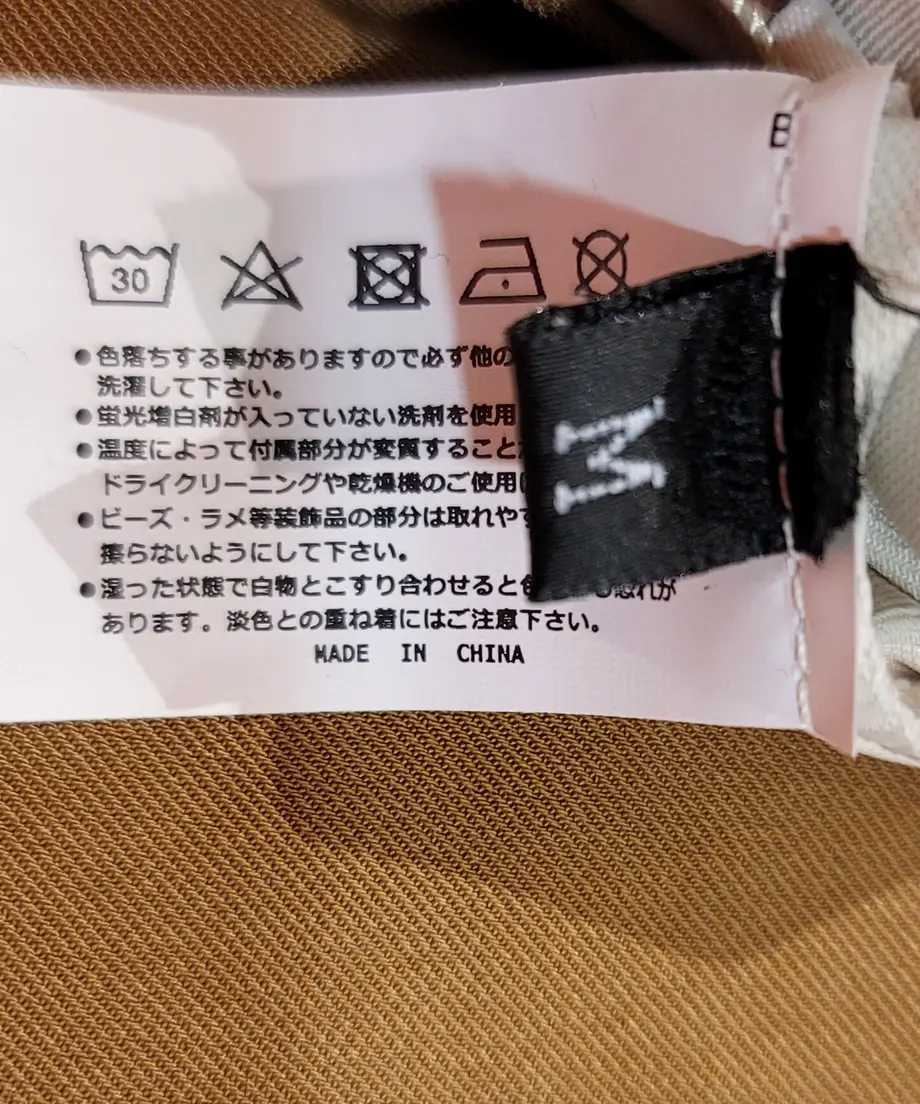 B
30
●色落ちする事がありますので必ず他の
洗濯して下さい。
●蛍光増白剤が入っていない洗剤を使用
●温度によって付属部分が変質すること
ドライクリーニングや乾燥機のご使用
●ビーズ・ラメ等装飾品の部分は取れや
擦らないようにして下さい。
●湿った状態で白物とこすり合わせると 恐れが
あります。淡色との重ね着にはご注意下さい。
MADE IN CHINA
M